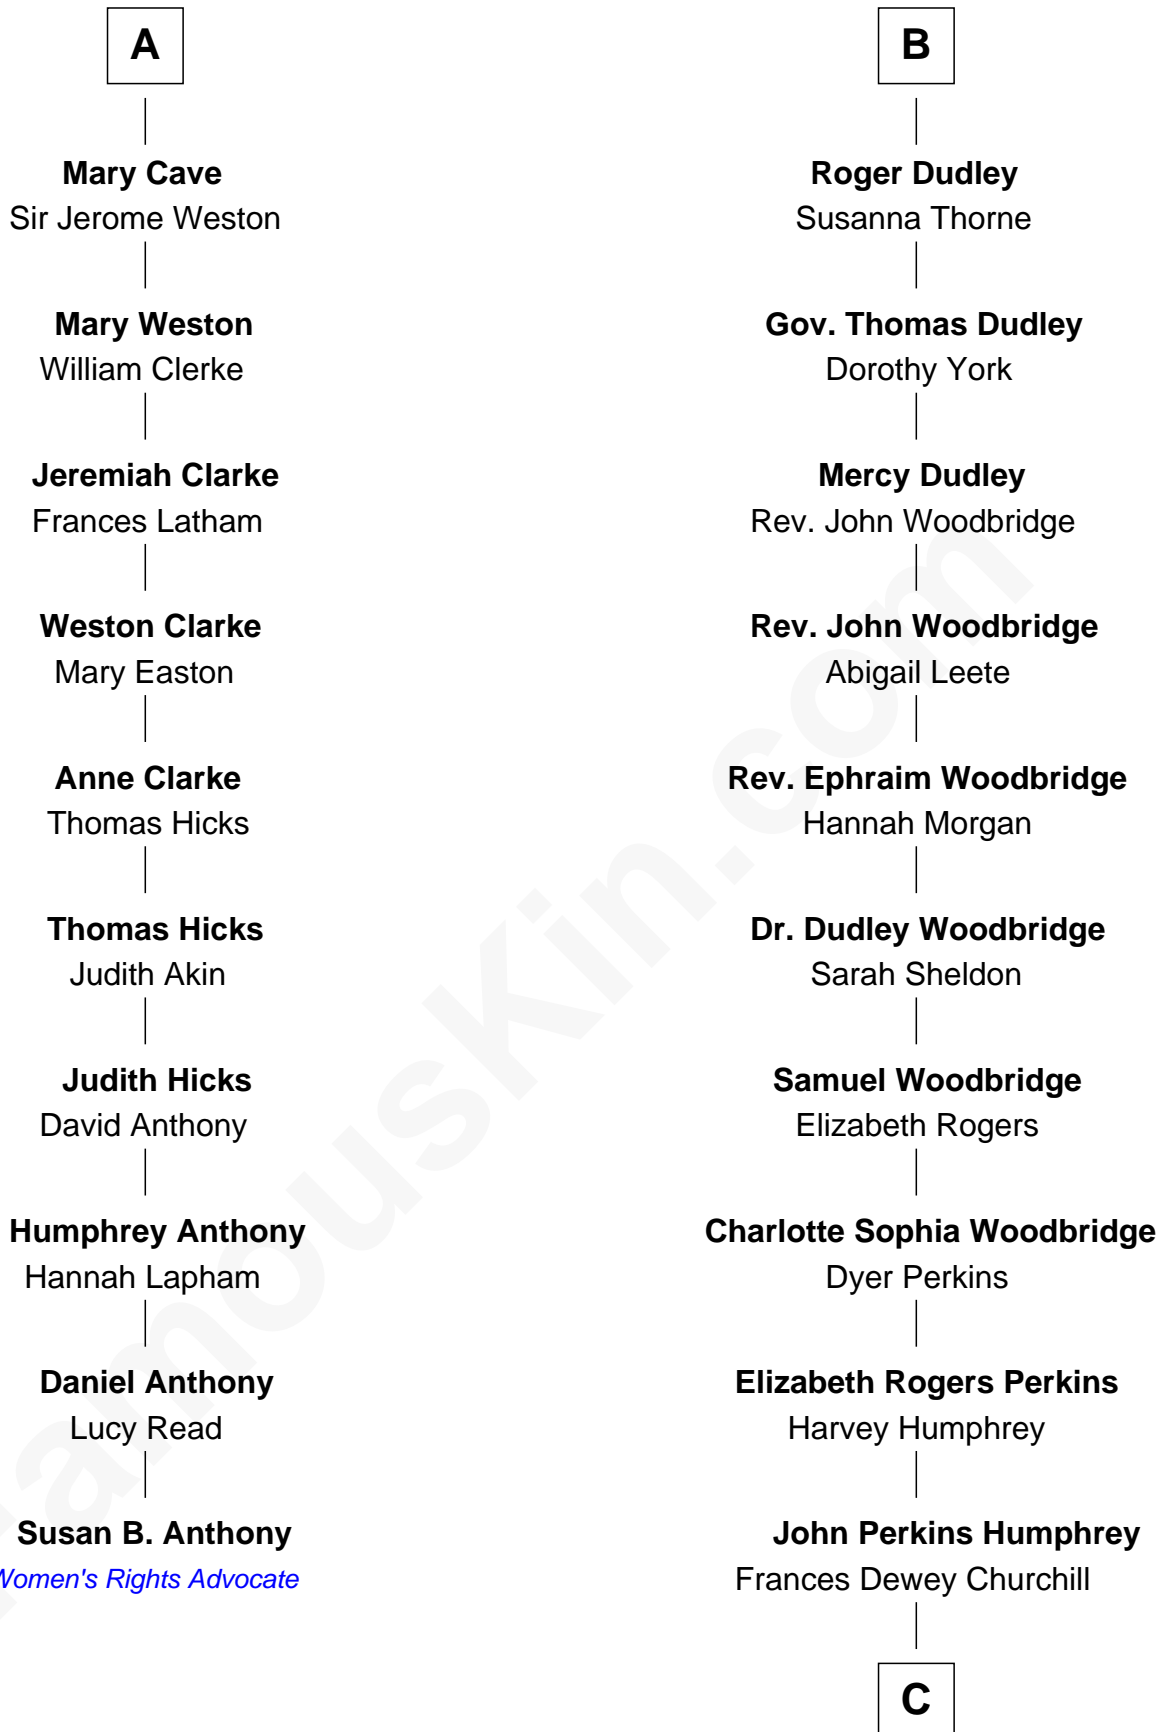 A
Mary Cave
Sir Jerome Weston
Mary Weston
William Clerke
Jeremiah Clarke
Frances Latham
Weston Clarke
Mary Easton
Anne Clarke
Thomas Hicks
Thomas Hicks
Judith Akin
Judith Hicks
David Anthony
Humphrey Anthony
Hannah Lapham
Daniel Anthony
Lucy Read
Susan B. Anthony
Women's Rights Advocate
B
Roger Dudley
Susanna Thorne
Gov. Thomas Dudley
Dorothy York
Mercy Dudley
Rev. John Woodbridge
Rev. John Woodbridge
Abigail Leete
Rev. Ephraim Woodbridge
Hannah Morgan
Dr. Dudley Woodbridge
Sarah Sheldon
Samuel Woodbridge
Elizabeth Rogers
Charlotte Sophia Woodbridge
Dyer Perkins
Elizabeth Rogers Perkins
Harvey Humphrey
John Perkins Humphrey
Frances Dewey Churchill
C
FamousKin.com